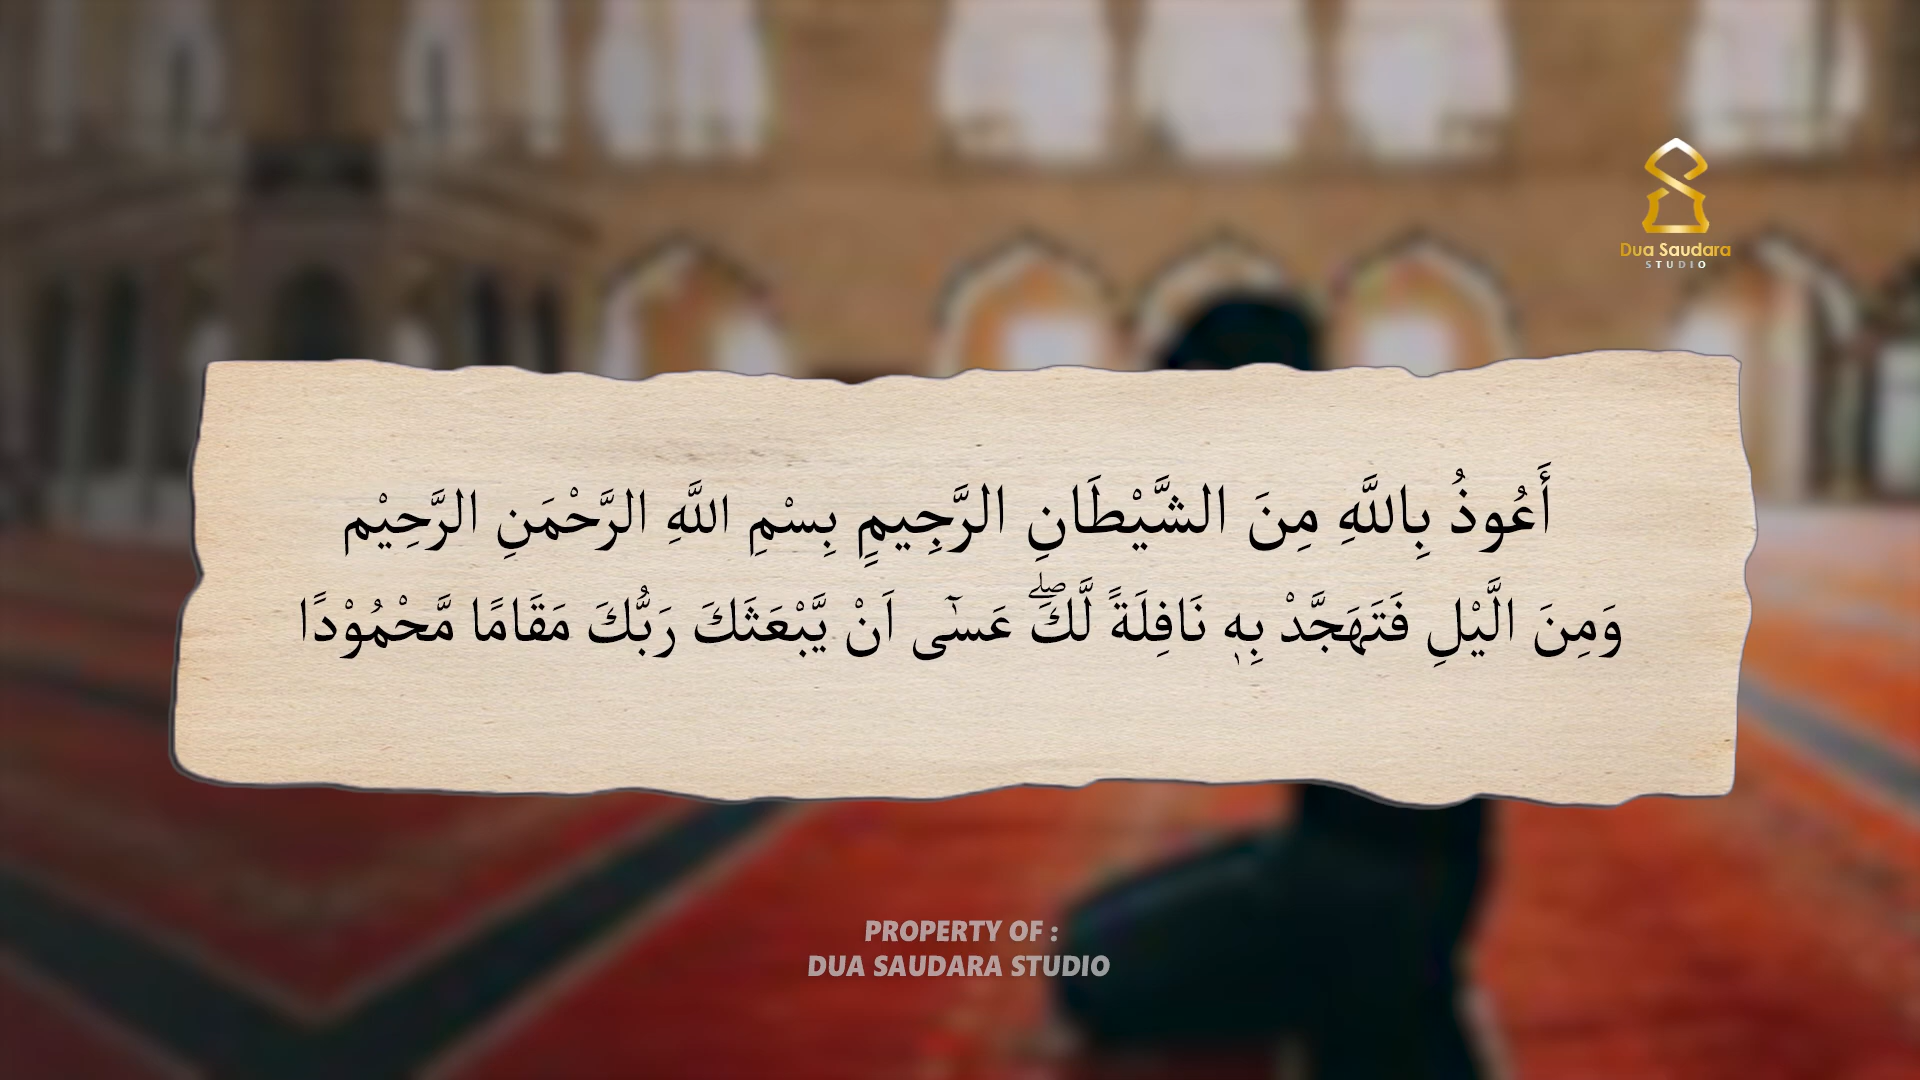 Dua Saudara
STUDIO
أَعُوذُ بِاللَّهِ مِنَ الشَّيْطَانِ الرَّجِيمِ بِسْمِ اللَّهِ الرَّحْمَنِ الرَّحِيْم
وَمِنَ الَّيْلِ فَتَهَجَّدْ بِهٖ نَافِلَةً لَّكَۖ عَسٰٓى اَنْ يَّبْعَثَكَ رَبُّكَ مَقَامًا مَّحْمُوْدًا
PROPERTY OF :
DUA SAUDARA STUDIO